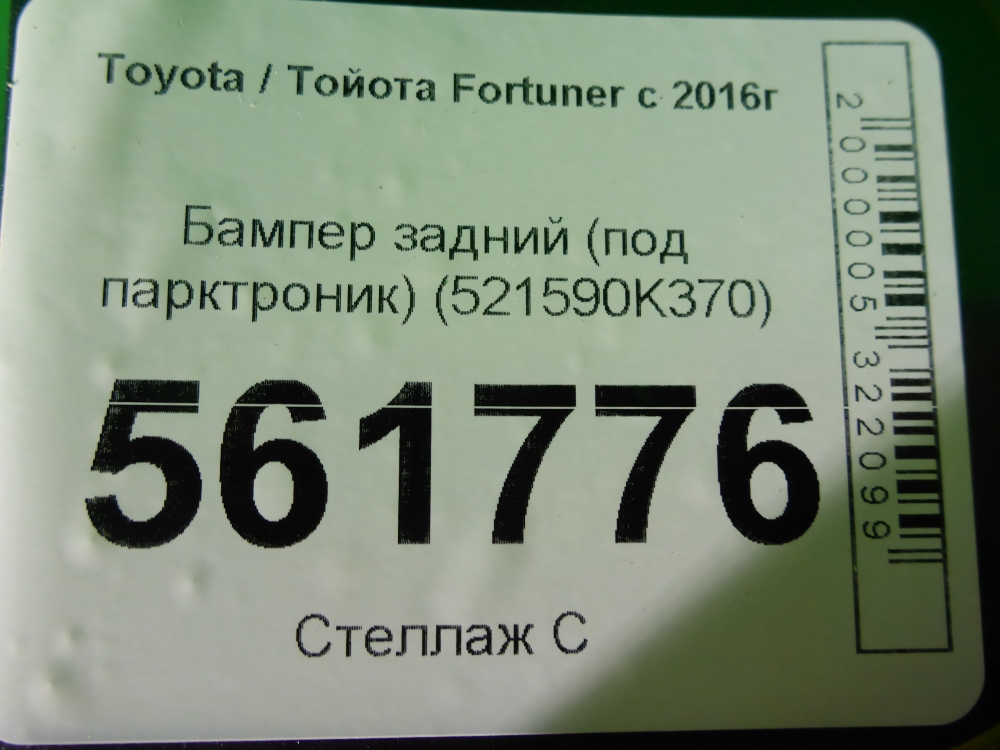 Toyota / Тойота Fortuner с 2016г
Бампер задний (под
парктроник) (521590K370)
561776
Стеллаж С
2000005322099